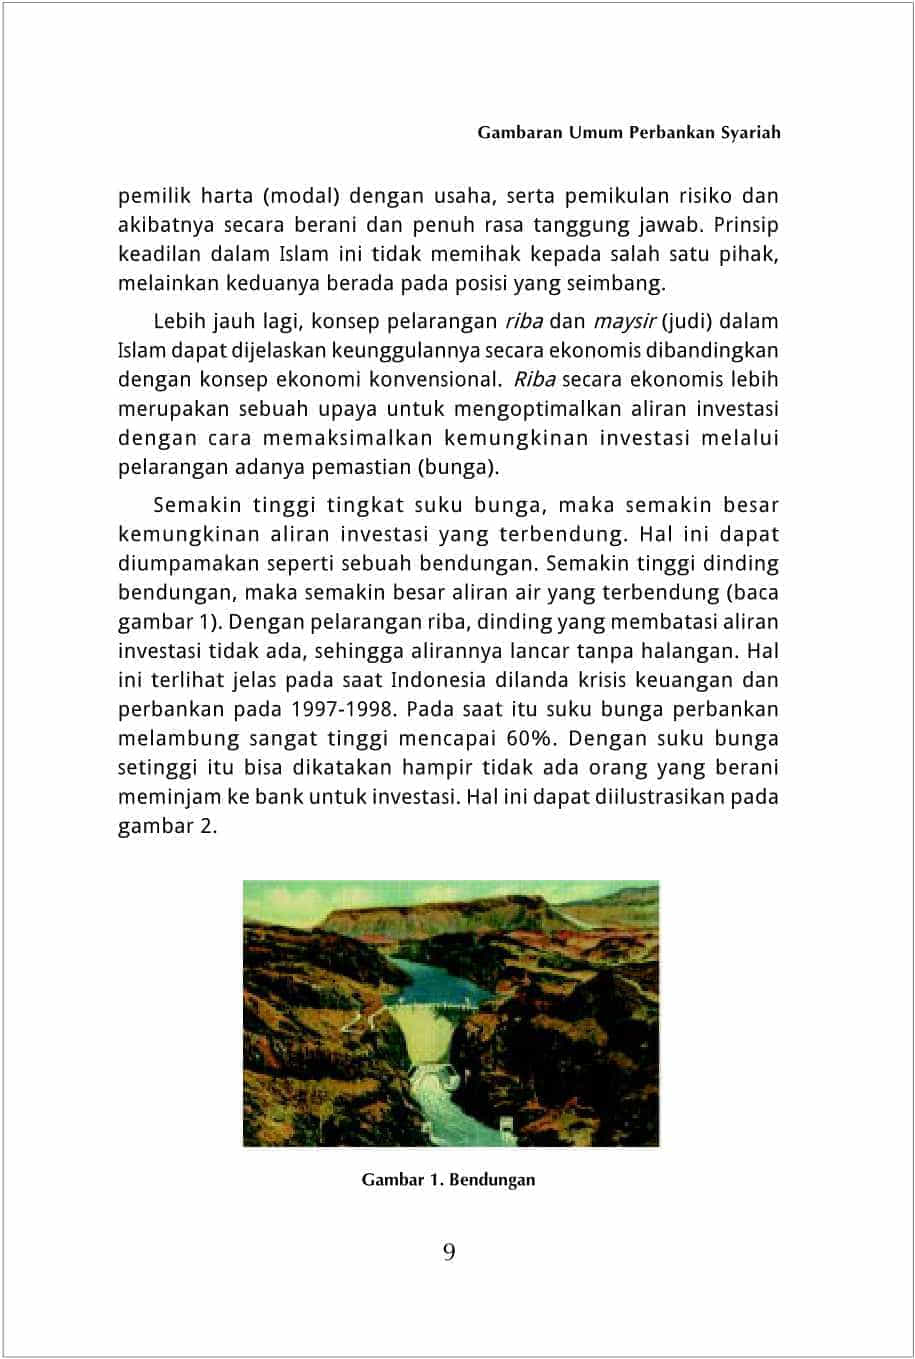 Gambaran Umum Perbankan Syariah
pemilik harta (modal) dengan usaha, serta pemikulan risiko dan
akibatnya secara berani dan penuh rasa tanggung jawab. Prinsip
keadilan dalam Islam ini tidak memihak kepada salah satu pihak,
melainkan keduanya berada pada posisi yang seimbang.
Lebih jauh lagi, konsep pelarangan riba dan maysir (judi) dalam
Islam dapat dijelaskan keunggulannya secara ekonomis dibandingkan
dengan konsep ekonomi konvensional. Riba secara ekonomis lebih
merupakan sebuah upaya untuk mengoptimalkan aliran investasi
dengan cara memaksimalkan kemungkinan investasi melalui
pelarangan adanya pemastian (bunga).
Semakin tinggi tingkat suku bunga, maka semakin besar
kemungkinan aliran investasi yang terbendung. Hal ini dapat
diumpamakan seperti sebuah bendungan. Semakin tinggi dinding
bendungan, maka semakin besar aliran air yang terbendung (baca
gambar 1). Dengan pelarangan riba, dinding yang membatasi aliran
investasi tidak ada, sehingga alirannya lancar tanpa halangan. Hal
ini terlihat jelas pada saat Indonesia dilanda krisis keuangan dan
perbankan pada 1997-1998. Pada saat itu suku bunga perbankan
melambung sangat tinggi mencapai 60%. Dengan suku bunga
setinggi itu bisa dikatakan hampir tidak ada orang yang berani
meminjam ke bank untuk investasi. Hal ini dapat diilustrasikan pada
gambar 2.
Gambar 1. Bendungan
9